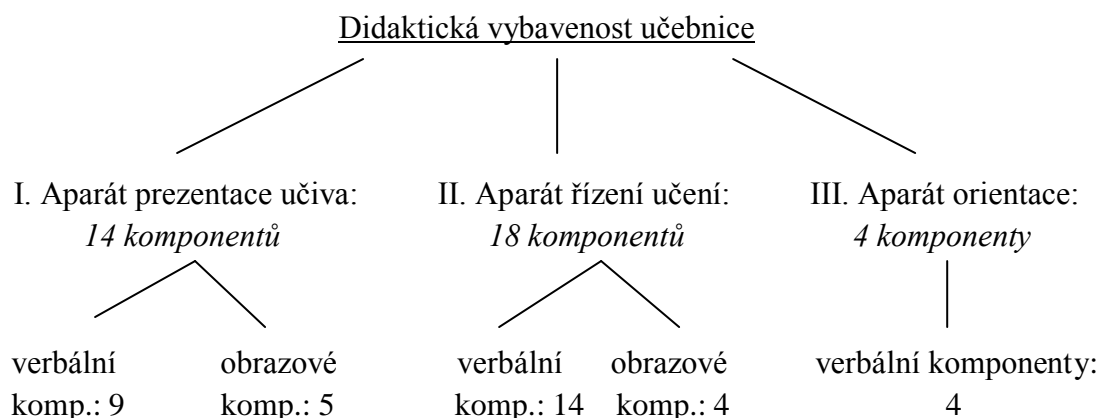 Didaktická vybavenost učebnice
I. Aparát prezentace učiva: II. Aparát řízení učení: III. Aparát orientace:
14 komponentů 18 komponentů 4 komponenty
verbální obrazové verbální obrazové verbální komponenty:
komp.: 9 komp.: 5 komp.: 14 komp.: 4 4